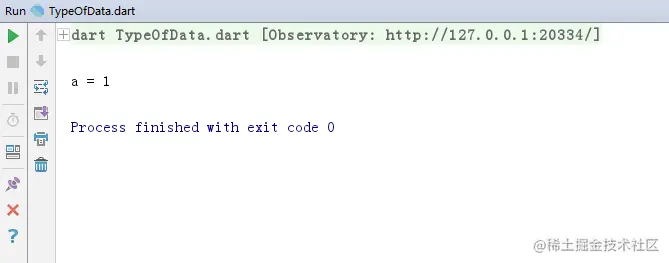 Run TypeOfData.dart
dart TypeOfData.dart [Observatory: http://127.0.0.1:20334/]
a = 1
Process finished with exit code 0
@稀土掘金技术社区